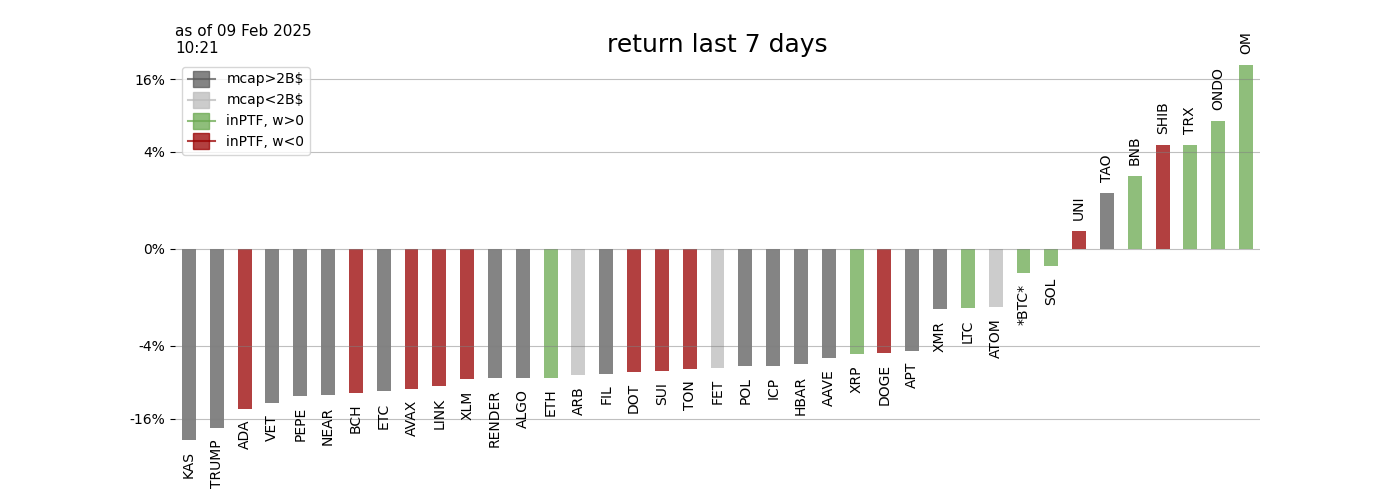 as of 09 Feb 2025
10:21
return last 7 days
mcap>2B$
mcap<2B$
inPTF, w>0
inPTF, w<0
16%
4%
0%
-4%
-16%
KAS
TRUMP
ADA
VET
PEPE
NEAR
BCH
ETC
AVAX
LINK
XLM
RENDER
ALGO
ETH
ARB
FIL
DOT
SUI
TON
FET
POL
ICP
HBAR
AAVE
XRP
DOGE
APT
XMR
LTC
ATOM
*BTC*
SOL
UNI
TAO
BNB
SHIB
TRX
ONDO
OM